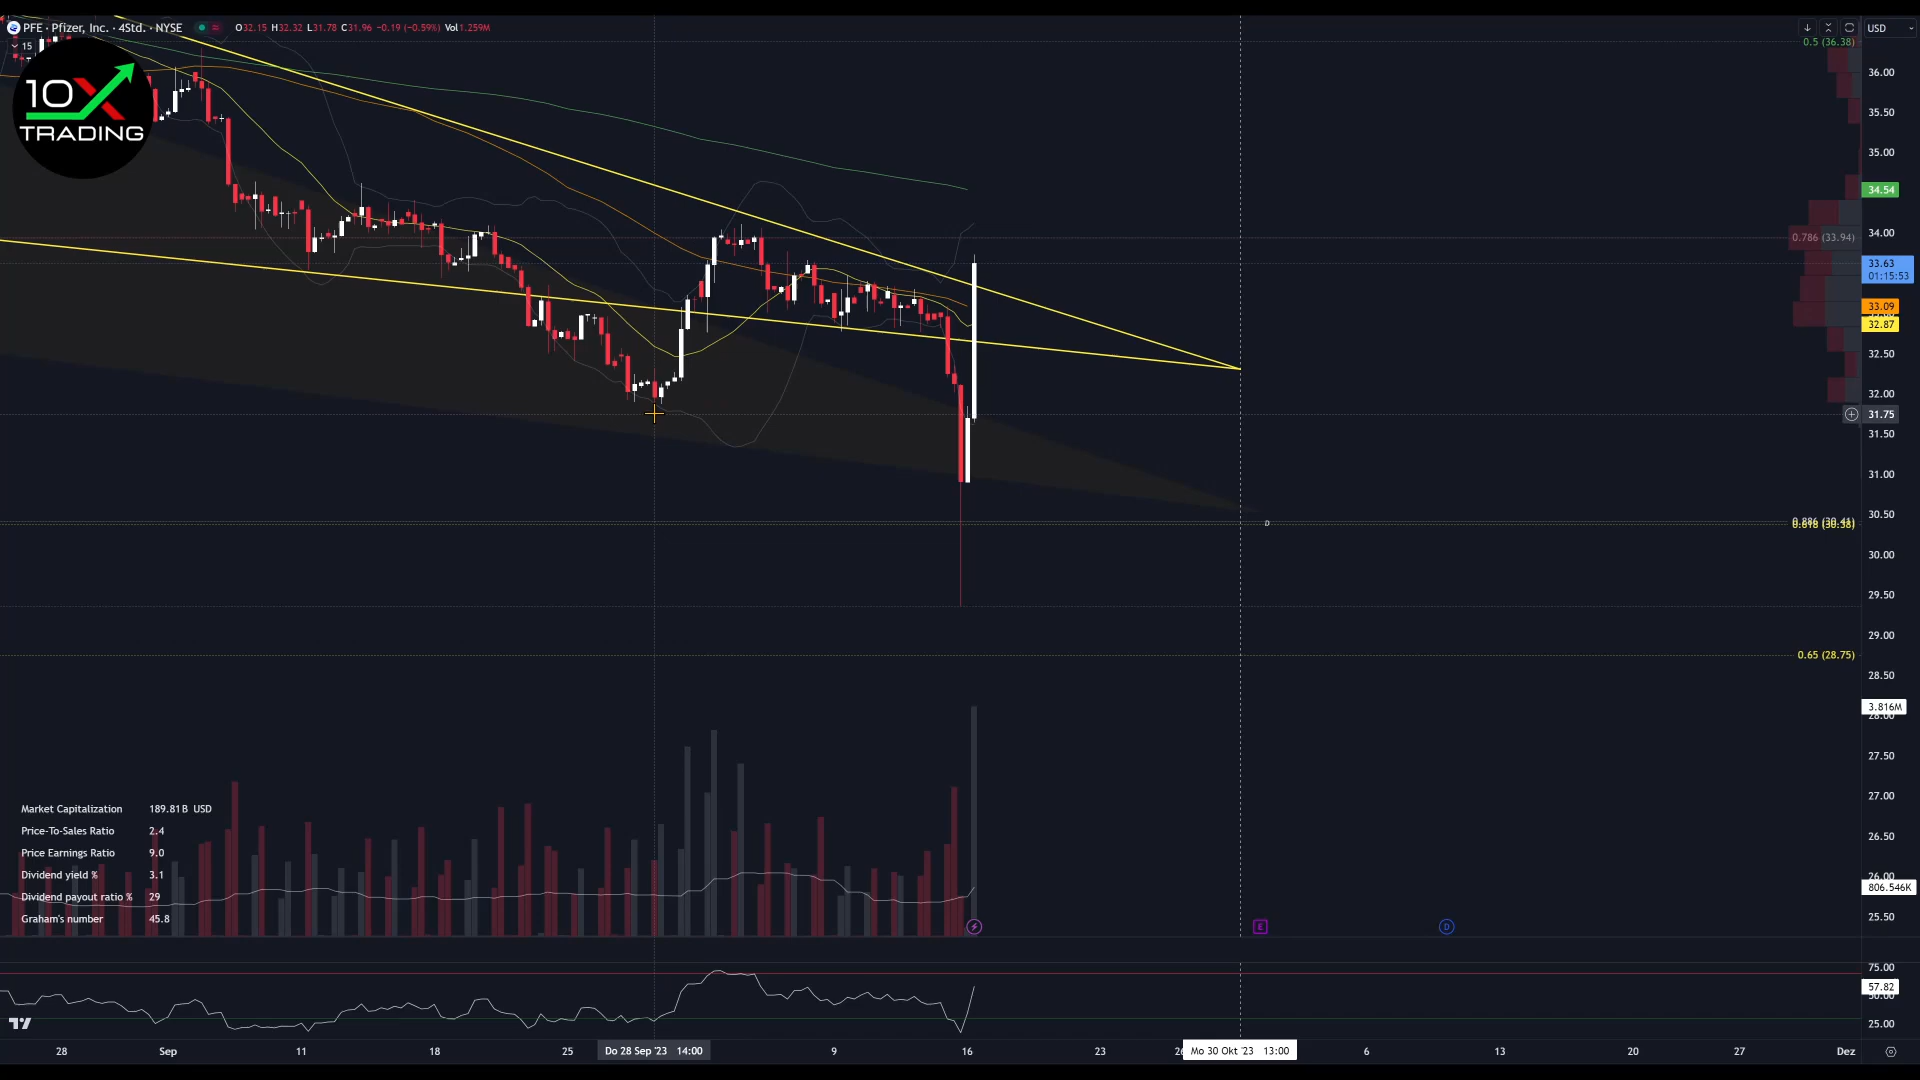 PFE · Pfizer, Inc. · 4Std. · NYSE O32.15 H32.32 L31.78 C31.96 −0.19 (−0.59%) Vol1.259M
15
10X
TRADING
USD
0.5 (36.38)
36.00
35.50
35.00
34.54
34.00
0.786 (33.94)
33.63
01:15:53
33.09
32.87
32.50
32.00
31.75
31.50
31.00
30.50
D
30.00
29.50
29.00
0.65 (28.75)
28.50
3.816M
28.00
27.50
27.00
26.50
26.00
806.546K
25.50
Market Capitalization 189.81B USD
Price-To-Sales Ratio 2.4
Price Earnings Ratio 9.0
Dividend yield % 3.1
Dividend payout ratio % 29
Graham's number 45.8
E
D
75.00
57.82
50.00
25.00
28 Sep 11 18 25 Do 28 Sep '23 14:00 9 16 23 Mo 30 Okt '23 13:00 6 13 20 27 Dez